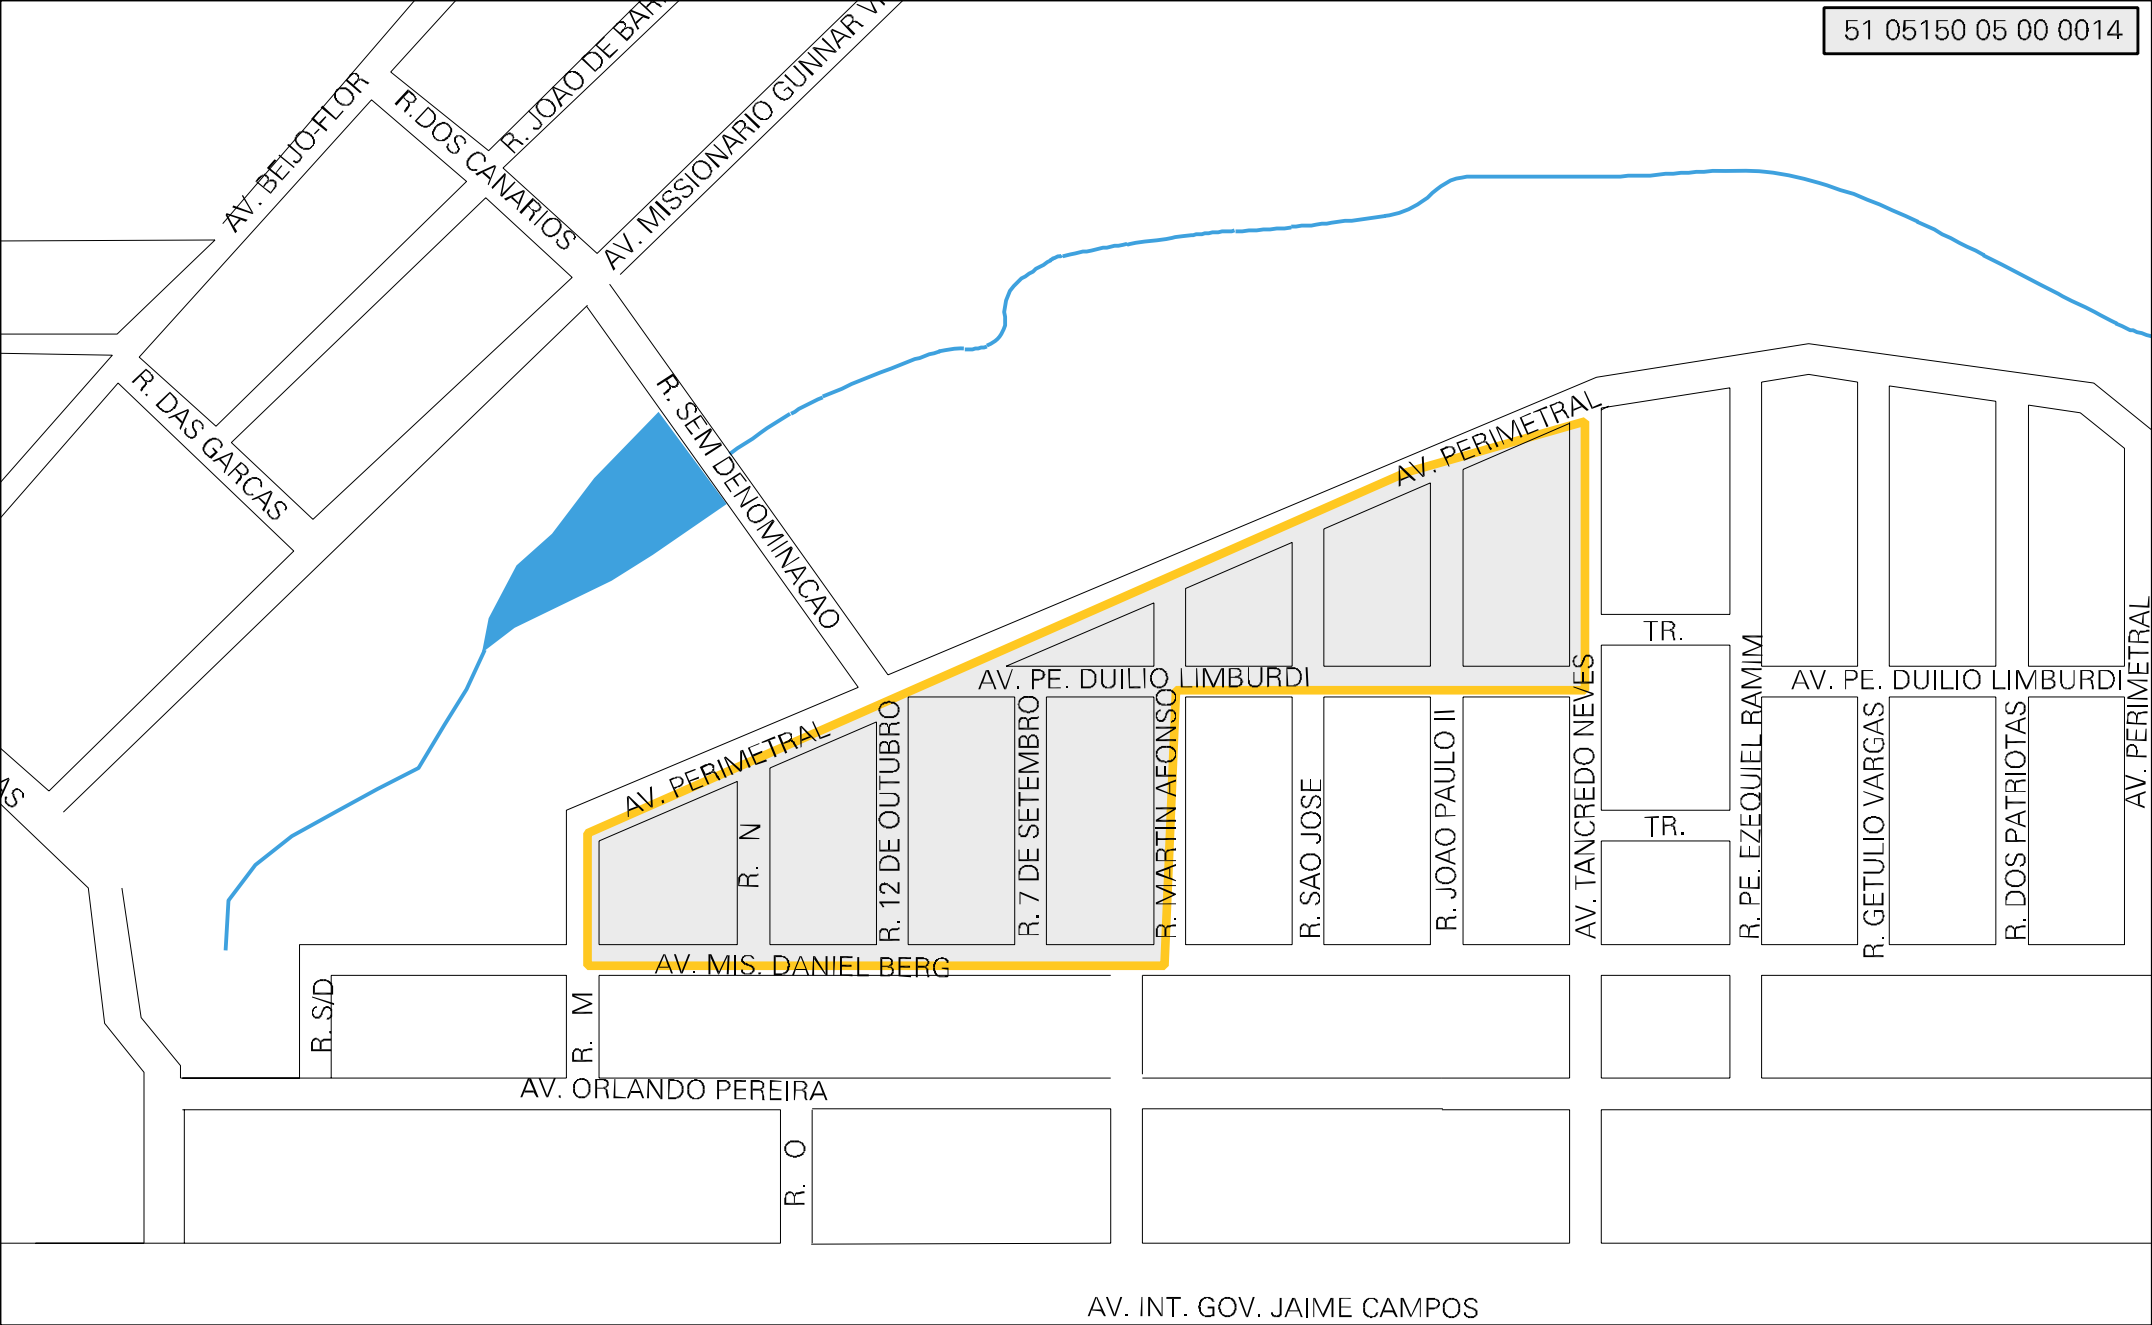 51 05150 05 00 0014
AV. BEIJO-FLOR
R.DOS CANARIOS
R. JOAO DE BAR
AV. MISSIONARIO GUNNAR
R. DAS GARCAS
R. SEM DENOMINACAO
AV. PERIMETRAL
TR.
AV. PE. DUILIO LIMBURDI
AV. PE. DUILIO LIMBURDI
AV. PERIMETRAL
AV. PERIMETRAL
R. N
R. 12 DE OUTUBRO
R. 7 DE SETEMBRO
R. MARTIN AFONSO
R. SAO JOSE
R. JOAO PAULO II
AV. TANCREDO NEVES
TR.
R. PE. EZEQUIEL RAMIM
R. GETULIO VARGAS
R. DOS PATRIOTAS
AS
AV. MIS. DANIEL BERG
R. S/D
R. M
AV. ORLANDO PEREIRA
R. O
AV. INT. GOV. JAIME CAMPOS